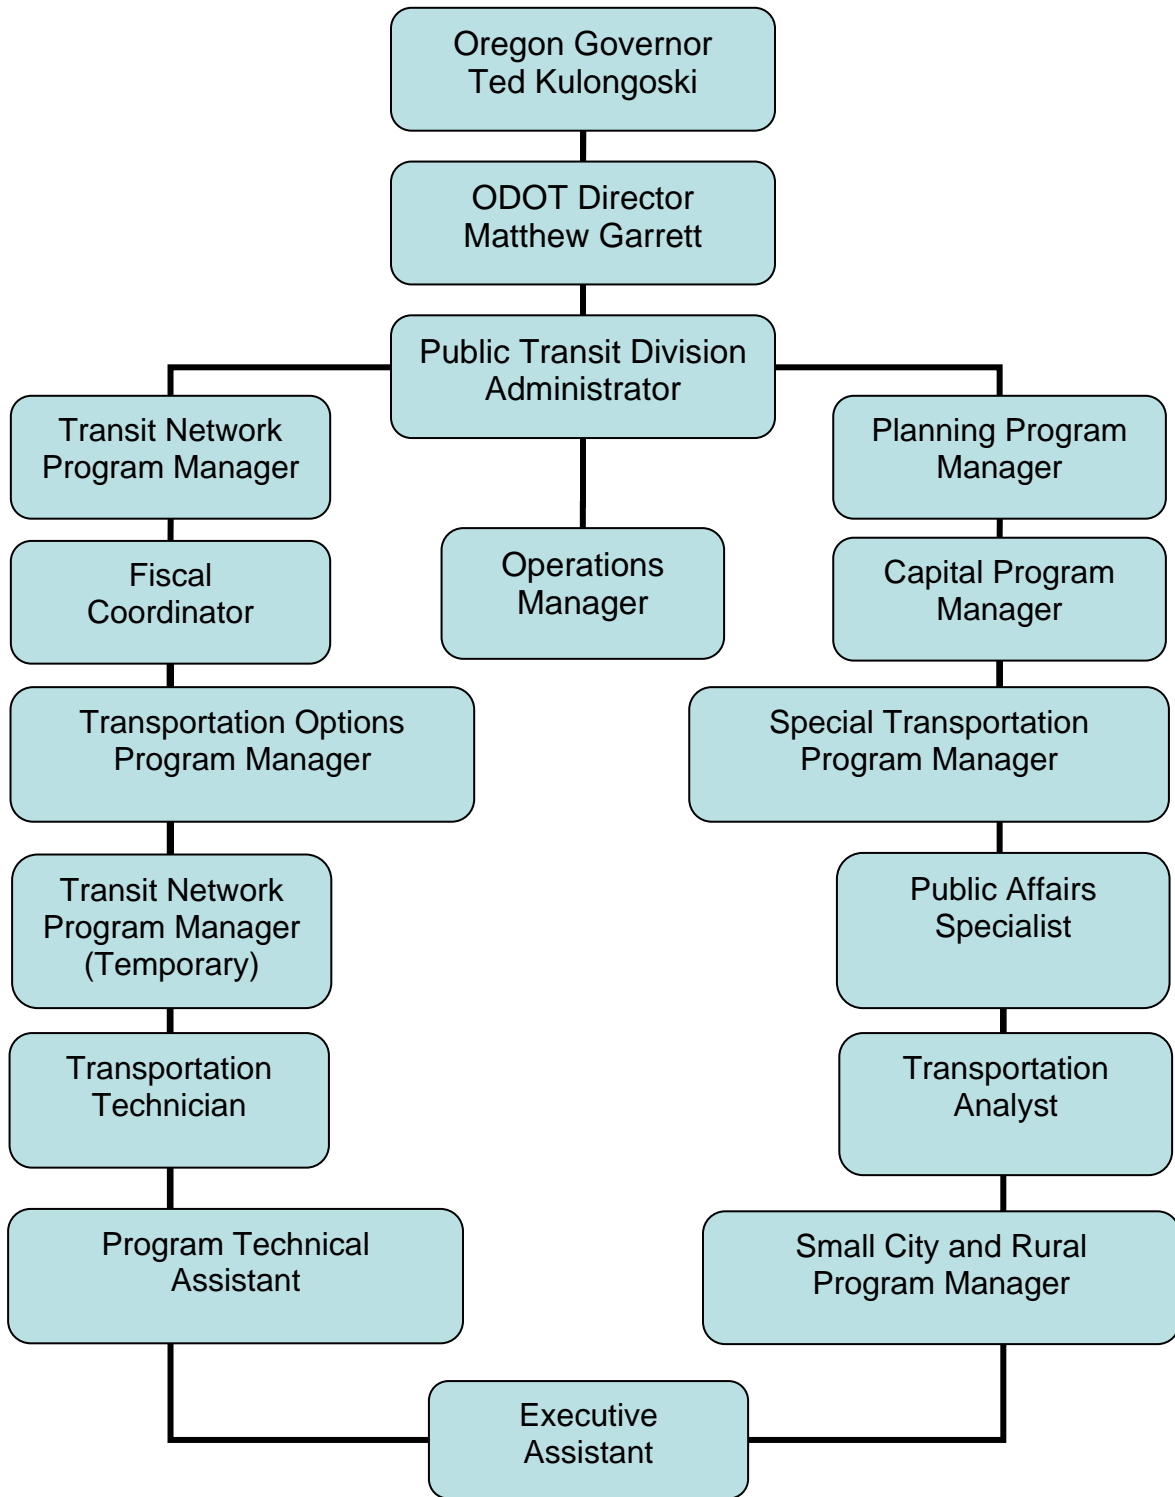 Oregon Governor
Ted Kulongoski
ODOT Director
Matthew Garrett
Public Transit Division
Administrator
Transit Network
Program Manager
Planning Program
Manager
Fiscal
Coordinator
Operations
Manager
Capital Program
Manager
Transportation Options
Program Manager
Special Transportation
Program Manager
Transit Network
Program Manager
(Temporary)
Public Affairs
Specialist
Transportation
Technician
Transportation
Analyst
Program Technical
Assistant
Small City and Rural
Program Manager
Executive
Assistant